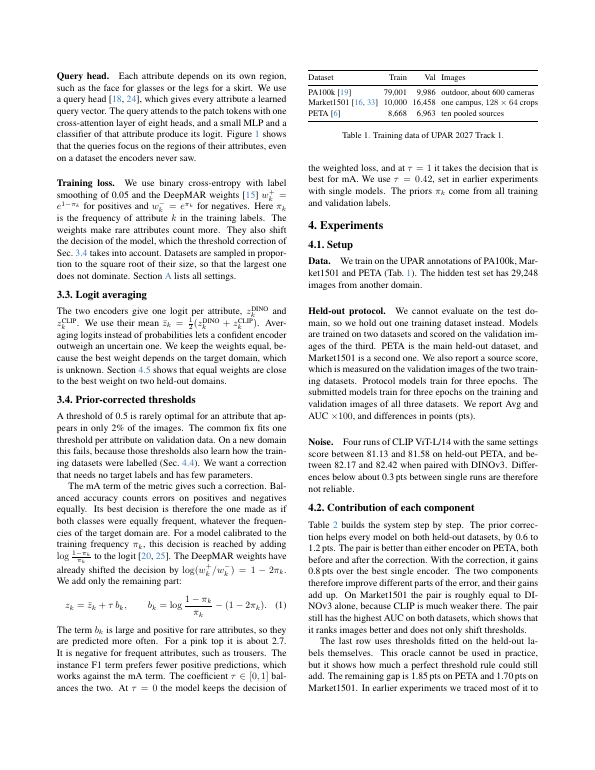 Query head. Each attribute depends on its own region,
such as the face for glasses or the legs for a skirt. We use
a query head [18, 24], which gives every attribute a learned
query vector. The query attends to the patch tokens with one
cross-attention layer of eight heads, and a small MLP and a
classifier of that attribute produce its logit. Figure 1 shows
that the queries focus on the regions of their attributes, even
on a dataset the encoders never saw.
Training loss. We use binary cross-entropy with label
smoothing of 0.05 and the DeepMAR weights [15] w_k^+ =
e^{1−π_k} for positives and w_k^− = e^{π_k} for negatives. Here π_k
is the frequency of attribute k in the training labels. The
weights make rare attributes count more. They also shift
the decision of the model, which the threshold correction of
Sec. 3.4 takes into account. Datasets are sampled in propor-
tion to the square root of their size, so that the largest one
does not dominate. Section A lists all settings.
3.3. Logit averaging
The two encoders give one logit per attribute, z_k^{DINO} and
z_k^{CLIP}. We use their mean z̄_k = ½(z_k^{DINO} + z_k^{CLIP}). Aver-
aging logits instead of probabilities lets a confident encoder
outweigh an uncertain one. We keep the weights equal, be-
cause the best weight depends on the target domain, which
is unknown. Section 4.5 shows that equal weights are close
to the best weight on two held-out domains.
3.4. Prior-corrected thresholds
A threshold of 0.5 is rarely optimal for an attribute that ap-
pears in only 2% of the images. The common fix fits one
threshold per attribute on validation data. On a new domain
this fails, because those thresholds also learn how the train-
ing datasets were labelled (Sec. 4.4). We want a correction
that needs no target labels and has few parameters.
The mA term of the metric gives such a correction. Bal-
anced accuracy counts errors on positives and negatives
equally. Its best decision is therefore the one made as if
both classes were equally frequent, whatever the frequen-
cies of the target domain are. For a model calibrated to the
training frequency π_k, this decision is reached by adding
log (1−π_k)/π_k to the logit [20, 25]. The DeepMAR weights have
already shifted the decision by log(w_k^+/w_k^−) = 1 − 2π_k.
We add only the remaining part:
z_k = z̄_k + τ b_k, b_k = log (1 − π_k)/π_k − (1 − 2π_k). (1)
The term b_k is large and positive for rare attributes, so they
are predicted more often. For a pink top it is about 2.7.
It is negative for frequent attributes, such as trousers. The
instance F1 term prefers fewer positive predictions, which
works against the mA term. The coefficient τ ∈ [0, 1] bal-
ances the two. At τ = 0 the model keeps the decision of
Dataset Train Val Images
PA100k [19] 79,001 9,986 outdoor, about 600 cameras
Market1501 [16, 33] 10,000 16,458 one campus, 128 × 64 crops
PETA [6] 8,668 6,963 ten pooled sources
Table 1. Training data of UPAR 2027 Track 1.
the weighted loss, and at τ = 1 it takes the decision that is
best for mA. We use τ = 0.42, set in earlier experiments
with single models. The priors π_k come from all training
and validation labels.
4. Experiments
4.1. Setup
Data. We train on the UPAR annotations of PA100k, Mar-
ket1501 and PETA (Tab. 1). The hidden test set has 29,248
images from another domain.
Held-out protocol. We cannot evaluate on the test do-
main, so we hold out one training dataset instead. Models
are trained on two datasets and scored on the validation im-
ages of the third. PETA is the main held-out dataset, and
Market1501 is a second one. We also report a source score,
which is measured on the validation images of the two train-
ing datasets. Protocol models train for three epochs. The
submitted models train for three epochs on the training and
validation images of all three datasets. We report Avg and
AUC ×100, and differences in points (pts).
Noise. Four runs of CLIP ViT-L/14 with the same settings
score between 81.13 and 81.58 on held-out PETA, and be-
tween 82.17 and 82.42 when paired with DINOv3. Differ-
ences below about 0.3 pts between single runs are therefore
not reliable.
4.2. Contribution of each component
Table 2 builds the system step by step. The prior correc-
tion helps every model on both held-out datasets, by 0.6 to
1.2 pts. The pair is better than either encoder on PETA, both
before and after the correction. With the correction, it gains
0.8 pts over the best single encoder. The two components
therefore improve different parts of the error, and their gains
add up. On Market1501 the pair is roughly equal to DI-
NOv3 alone, because CLIP is much weaker there. The pair
still has the highest AUC on both datasets, which shows that
it ranks images better and does not only shift thresholds.
The last row uses thresholds fitted on the held-out la-
bels themselves. This oracle cannot be used in practice,
but it shows how much a perfect threshold rule could still
add. The remaining gap is 1.85 pts on PETA and 1.70 pts on
Market1501. In earlier experiments we traced most of it to